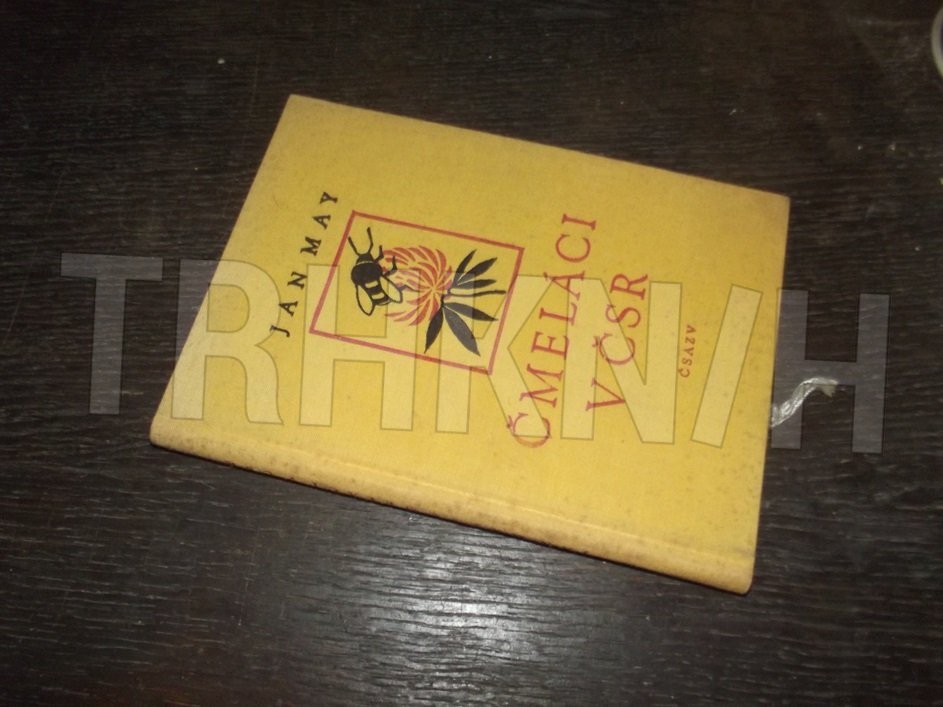 JAN MAY
ČMELÁCI
V ČSR
ČSAZV
TRHKNIH